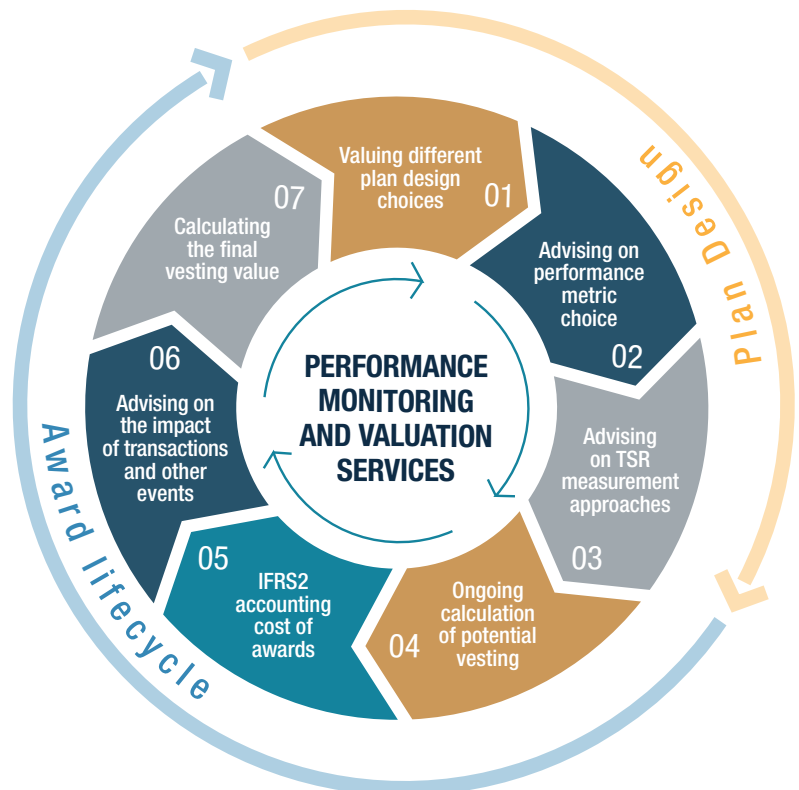 PERFORMANCE
MONITORING
AND VALUATION
SERVICES
Valuing different
plan design
choices
01
Advising on
performance
metric
choice
02
Advising
on TSR
measurement
approaches
03
Ongoing
calculation
of potential
vesting
04
IFRS2
accounting
cost of
awards
05
06
Advising on
the impact
of transactions
and other
events
07
Calculating
the final
vesting value
Plan Design
Award lifecycle